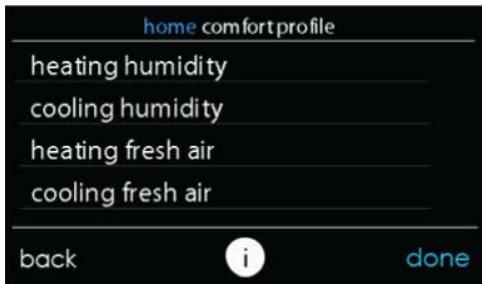 home comfort profile
heating humidity
cooling humidity
heating fresh air
cooling fresh air
back i done